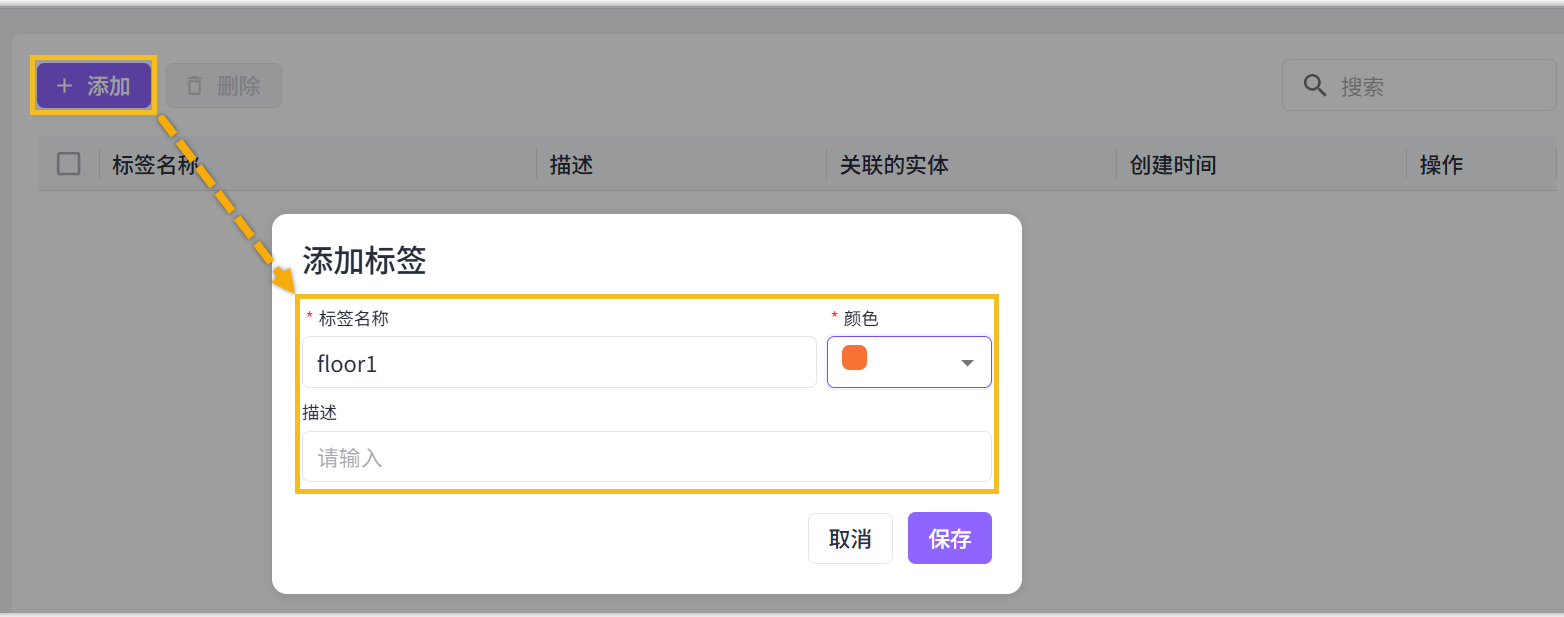 + 添加 删除 搜索
标签名称 描述 关联的实体 创建时间 操作
添加标签
* 标签名称 * 颜色
floor1
描述
请输入
取消 保存